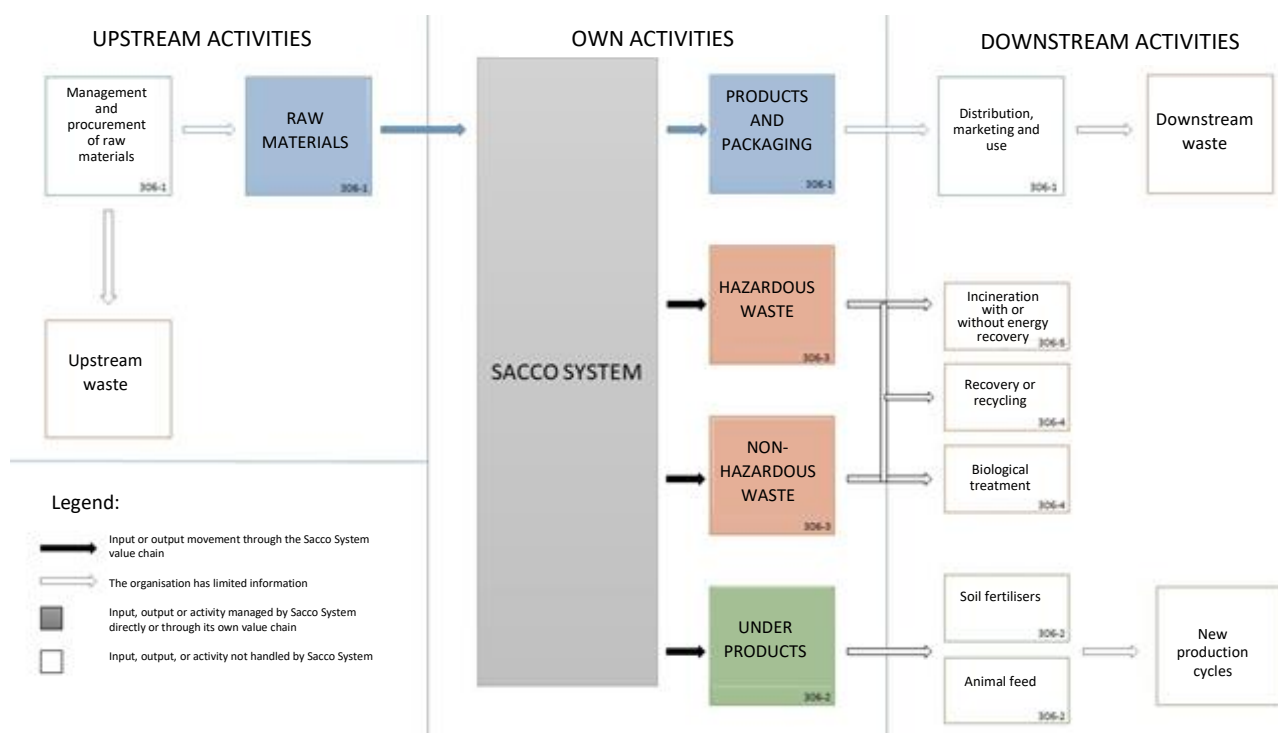 UPSTREAM ACTIVITIES
OWN ACTIVITIES
DOWNSTREAM ACTIVITIES
Management
and
procurement
of raw
materials
306-1
RAW
MATERIALS
306-1
PRODUCTS
AND
PACKAGING
306-1
Distribution,
marketing and
use
306-1
Downstream
waste
Upstream
waste
SACCO SYSTEM
HAZARDOUS
WASTE
306-3
Incineration
with or
without energy
recovery
306-5
Recovery or
recycling
306-4
NON-
HAZARDOUS
WASTE
306-3
Biological
treatment
306-4
UNDER
PRODUCTS
306-2
Soil fertilisers
306-2
Animal feed
306-2
New
production
cycles
Legend:
Input or output movement through the Sacco System
value chain
The organisation has limited information
Input, output or activity managed by Sacco System
directly or through its own value chain
Input, output, or activity not handled by Sacco System